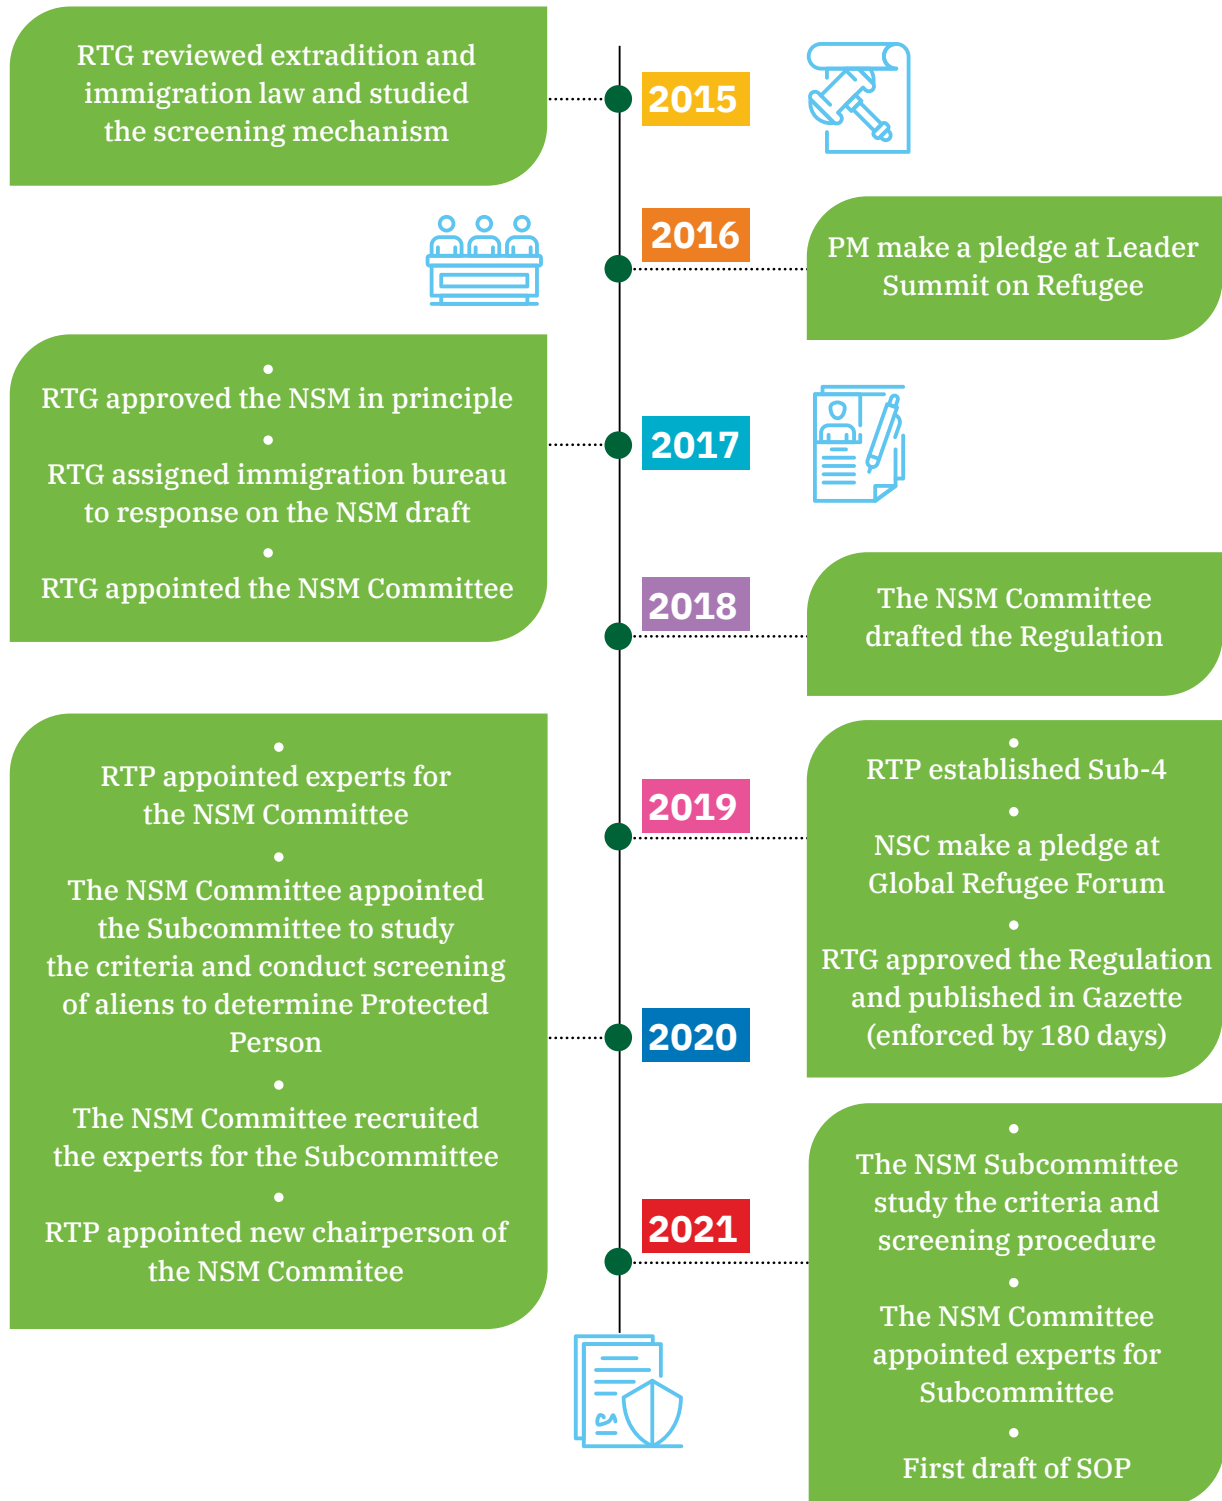 RTG reviewed extradition and
immigration law and studied
the screening mechanism
2015
2016
PM make a pledge at Leader
Summit on Refugee
•
RTG approved the NSM in principle
•
RTG assigned immigration bureau
to response on the NSM draft
•
RTG appointed the NSM Committee
2017
2018
The NSM Committee
drafted the Regulation
2019
•
RTP established Sub-4
•
NSC make a pledge at
Global Refugee Forum
•
RTG approved the Regulation
and published in Gazette
(enforced by 180 days)
•
RTP appointed experts for
the NSM Committee
•
The NSM Committee appointed
the Subcommittee to study
the criteria and conduct screening
of aliens to determine Protected
Person
•
The NSM Committee recruited
the experts for the Subcommittee
•
RTP appointed new chairperson of
the NSM Commitee
2020
2021
•
The NSM Subcommittee
study the criteria and
screening procedure
•
The NSM Committee
appointed experts for
Subcommittee
•
First draft of SOP